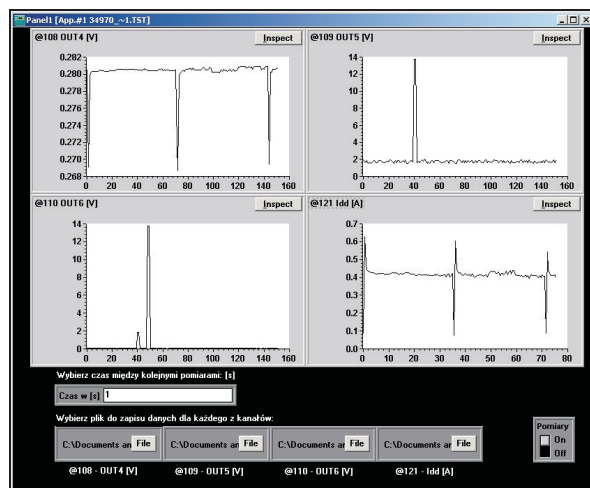 Panel1 [App.#1 34970_~1.TST]
@108 OUT4 [V] Inspect
0.282
0.280
0.278
0.276
0.274
0.272
0.270
0.268
0 20 40 60 80 100 120 140 160
@109 OUT5 [V] Inspect
14
12
10
8
6
4
2
0
0 20 40 60 80 100 120 140 160
@110 OUT6 [V] Inspect
14
12
10
8
6
4
2
0
0 20 40 60 80 100 120 140 160
@121 Idd [A] Inspect
0.7
0.6
0.5
0.4
0.3
0.2
0.1
0.0
0 10 20 30 40 50 60 70 80
Wybierz czas między kolejnymi pomiarami: [s]
Czas w [s] 1
Wybierz plik do zapisu danych dla każdego z kanałów:
C:\Documents ar File C:\Documents ar File C:\Documents ar File C:\Documents ar File
@108 - OUT4 [V] @109 - OUT5 [V] @110 - OUT6 [V] @121 - Idd [A]
Pomiary
On
Off